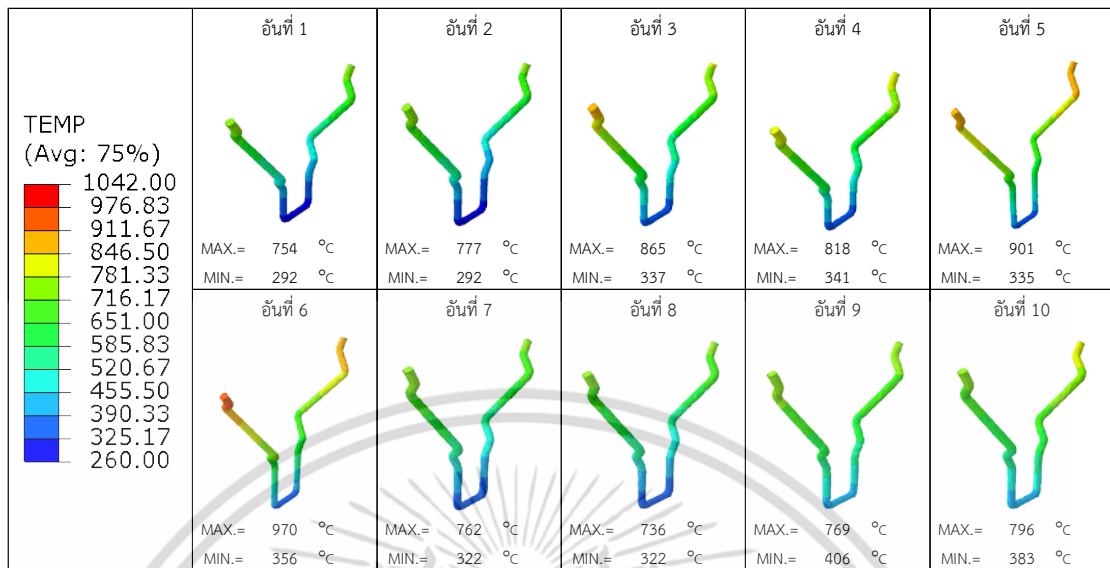 TEMP
(Avg: 75%)
1042.00
976.83
911.67
846.50
781.33
716.17
651.00
585.83
520.67
455.50
390.33
325.17
260.00
อันที่ 1
MAX.= 754 °C
MIN.= 292 °C
อันที่ 2
MAX.= 777 °C
MIN.= 292 °C
อันที่ 3
MAX.= 865 °C
MIN.= 337 °C
อันที่ 4
MAX.= 818 °C
MIN.= 341 °C
อันที่ 5
MAX.= 901 °C
MIN.= 335 °C
อันที่ 6
MAX.= 970 °C
MIN.= 356 °C
อันที่ 7
MAX.= 762 °C
MIN.= 322 °C
อันที่ 8
MAX.= 736 °C
MIN.= 322 °C
อันที่ 9
MAX.= 769 °C
MIN.= 406 °C
อันที่ 10
MAX.= 796 °C
MIN.= 383 °C